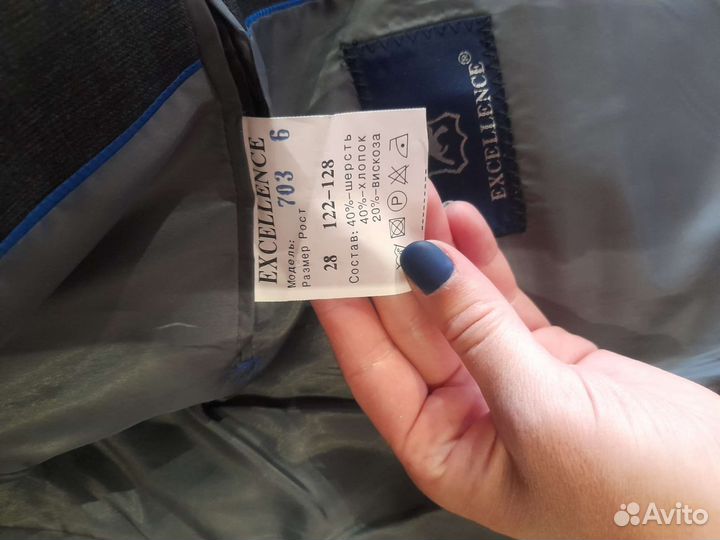 EXCELLENCE
Модель: 703 6
Размер Рост
28 122-128
Состав: 40%-шерсть
40%-хлопок
20%-вискоза
P
EXCELLENCE®
Avito